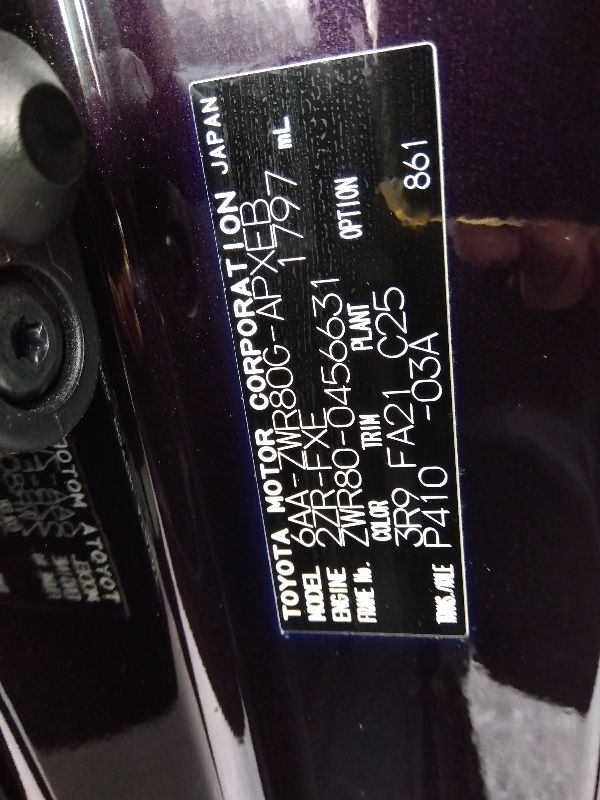 TOYOTA MOTOR CORPORATION JAPAN
MODEL 6AA-ZWR80G-APXEB
ENGINE 2ZR-FXE 1797 mL
FRAME No. ZWR80-0456631
COLOR TRIM PLANT OPTION
3R9 FA21 C25 861
TRANS./AXLE P410 -03A